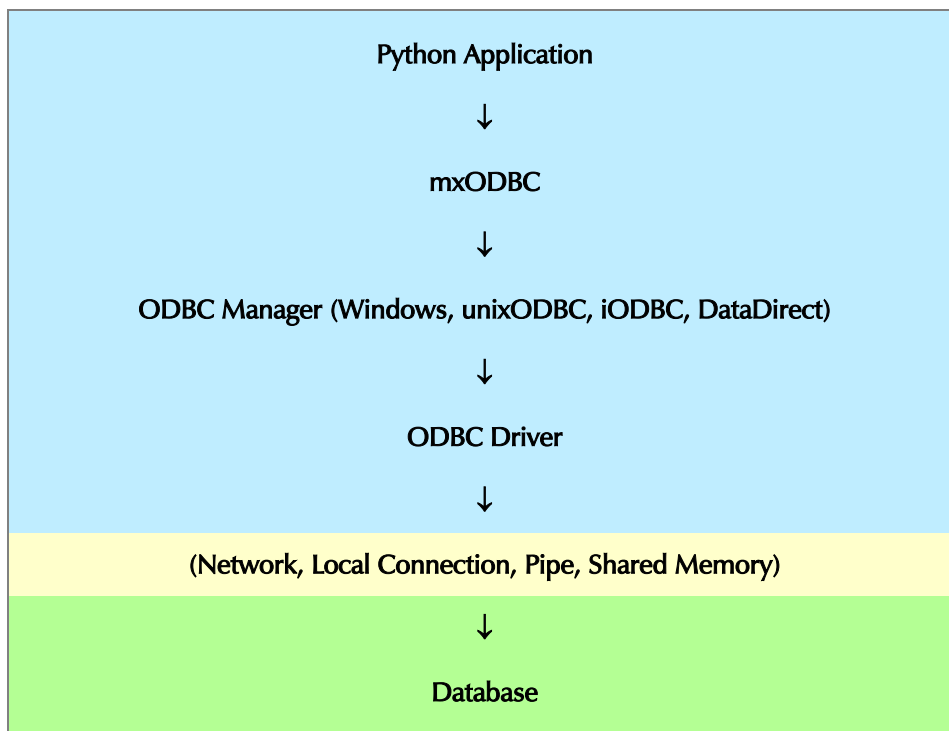 Python Application
↓
mxODBC
↓
ODBC Manager (Windows, unixODBC, iODBC, DataDirect)
↓
ODBC Driver
↓
(Network, Local Connection, Pipe, Shared Memory)
↓
Database